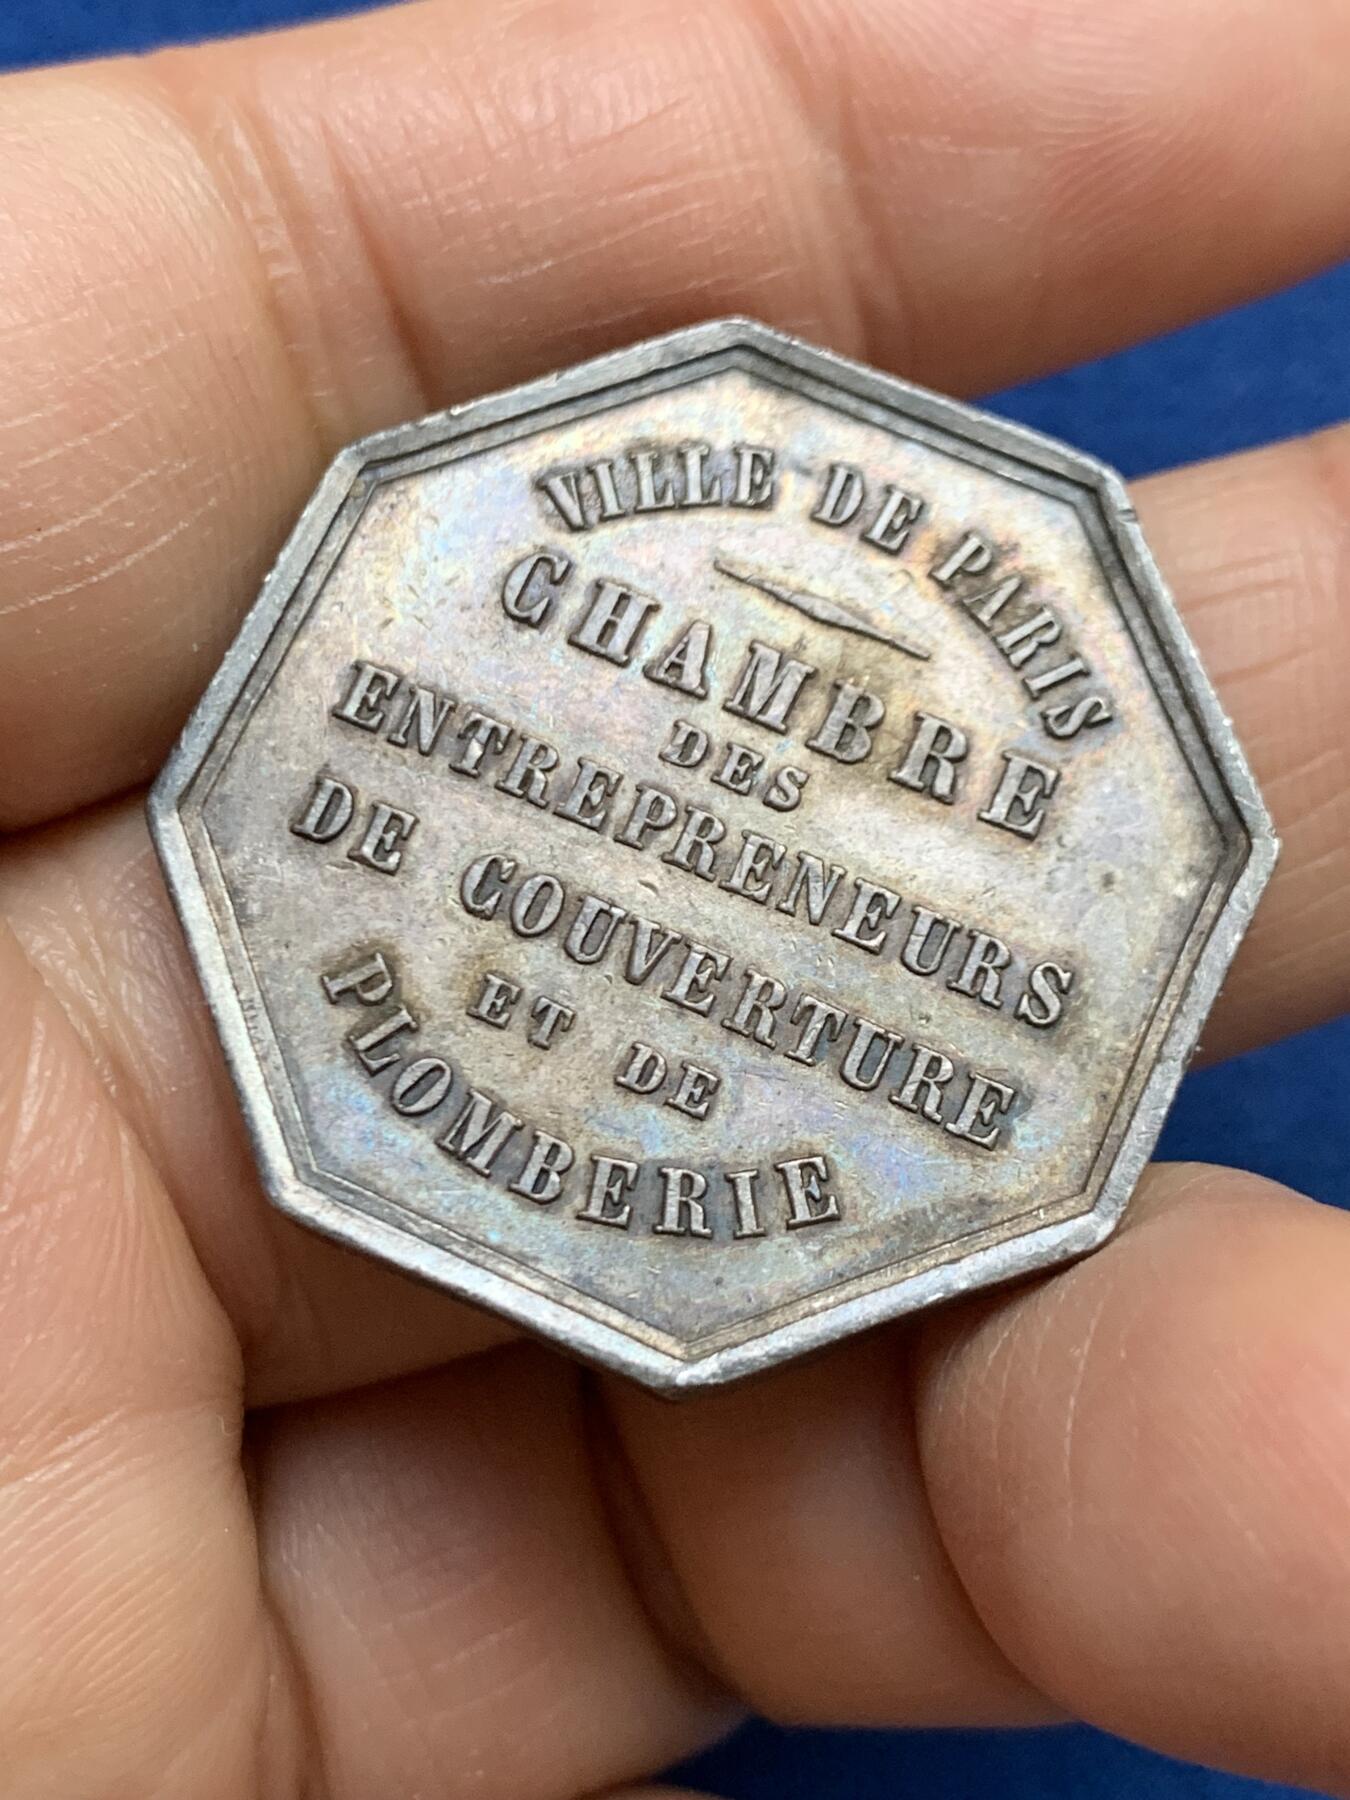 VILLE DE PARIS
CHAMBRE
DES
ENTREPRENEURS
DE COUVERTURE
ET DE
PLOMBERIE